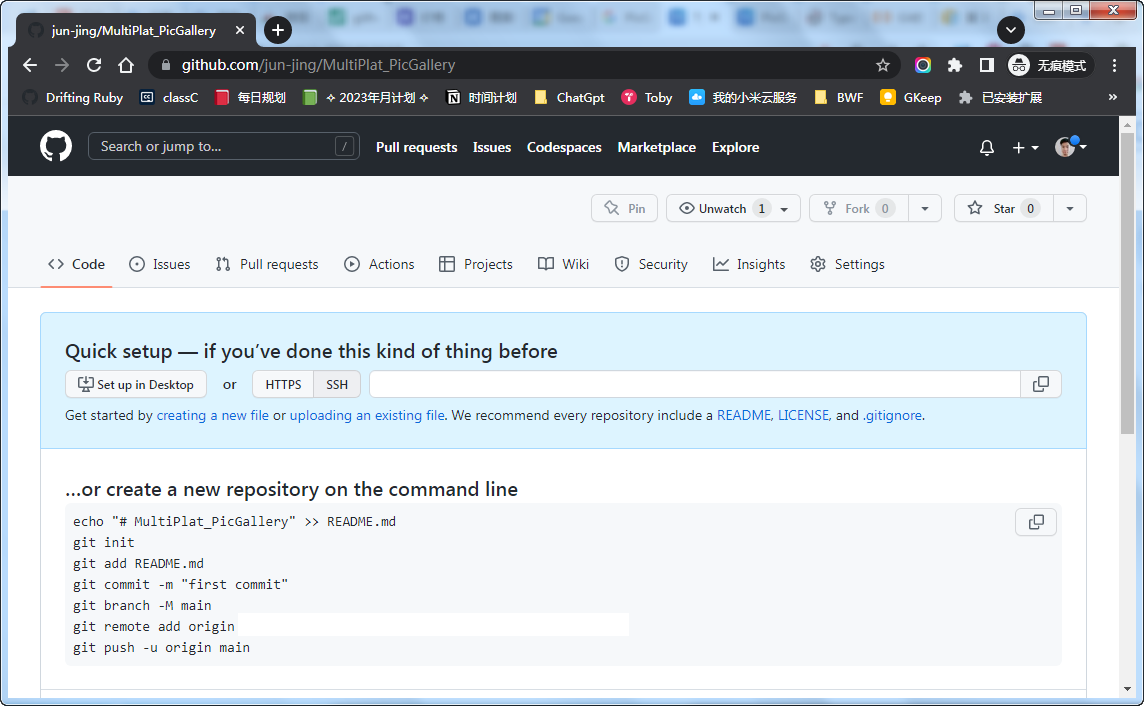 jun-jing/MultiPlat_PicGallery
github.com/jun-jing/MultiPlat_PicGallery
无痕模式
Drifting Ruby
classC
每日规划
✧ 2023年月计划 ✧
时间计划
ChatGpt
Toby
我的小米云服务
BWF
GKeep
已安装扩展
»
Search or jump to...
/
Pull requests
Issues
Codespaces
Marketplace
Explore
Pin
Unwatch 1
Fork 0
Star 0
Code
Issues
Pull requests
Actions
Projects
Wiki
Security
Insights
Settings
Quick setup — if you’ve done this kind of thing before
Set up in Desktop
or
HTTPS
SSH
Get started by creating a new file or uploading an existing file. We recommend every repository include a README, LICENSE, and .gitignore.
…or create a new repository on the command line
echo "# MultiPlat_PicGallery" >> README.md
git init
git add README.md
git commit -m "first commit"
git branch -M main
git remote add origin
git push -u origin main